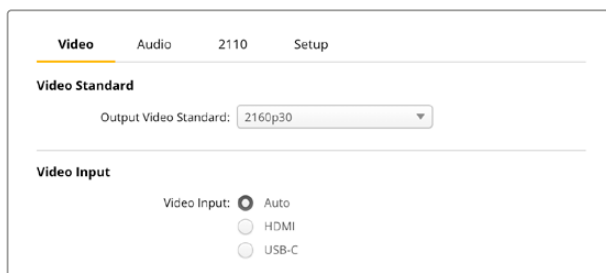 Video Audio 2110 Setup
Video Standard
Output Video Standard: 2160p30
Video Input
Video Input: Auto
HDMI
USB-C